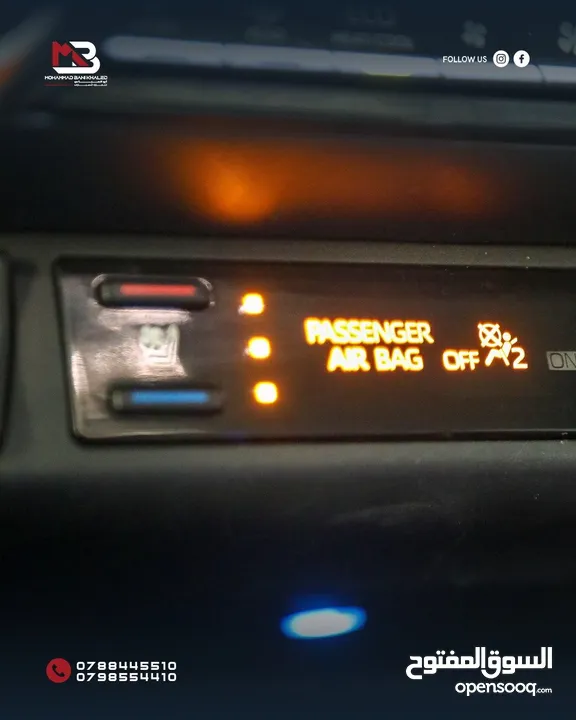 MB
MOHAMMAD BANI KHALED
FOLLOW US
PASSENGER
AIR BAG OFF 2
ON
0788445510
0798554410
السوق المفتوح
opensooq.com